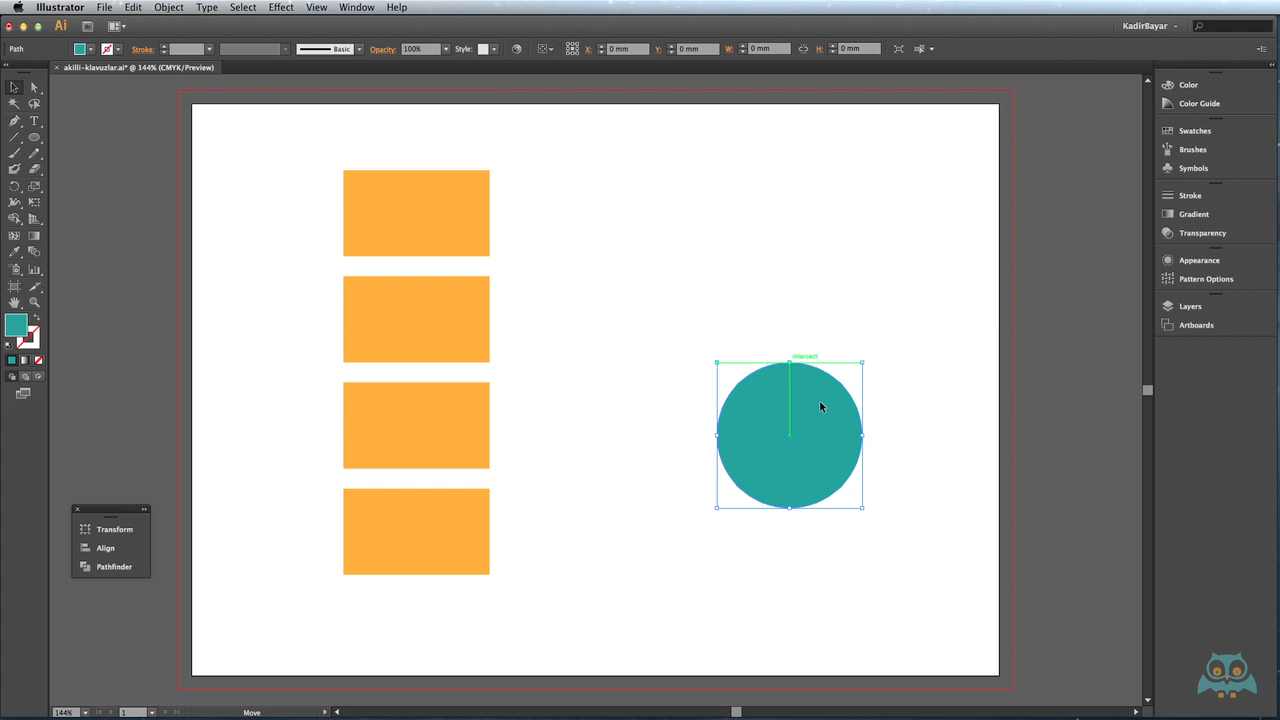 Illustrator File Edit Object Type Select Effect View Window Help
Ai KadirBayar
Path Stroke: Basic Opacity: 100% Style: X: 0 mm Y: 0 mm W: 0 mm H: 0 mm
× akilli-klavuzlar.ai* @ 144% (CMYK/Preview)
Color
Color Guide
Swatches
Brushes
Symbols
Stroke
Gradient
Transparency
Appearance
Pattern Options
Layers
Artboards
intersect
Transform
Align
Pathfinder
144% 1 Move